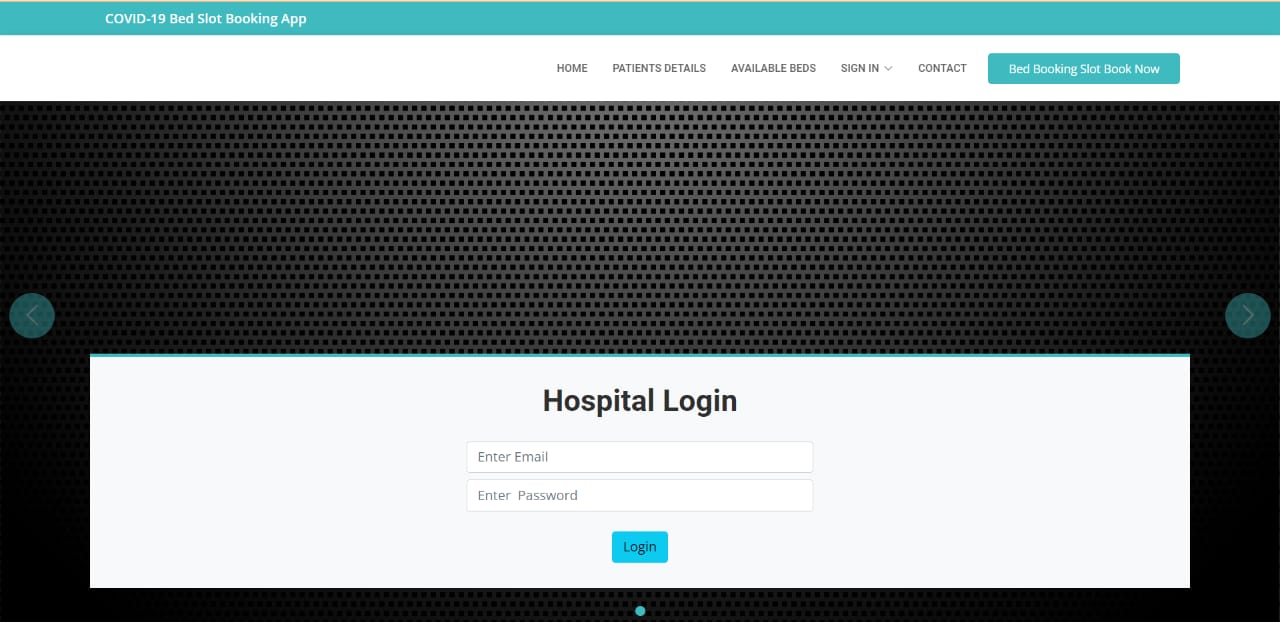 COVID-19 Bed Slot Booking App
HOME PATIENTS DETAILS AVAILABLE BEDS SIGN IN CONTACT Bed Booking Slot Book Now
Hospital Login
Enter Email
Enter  Password
Login